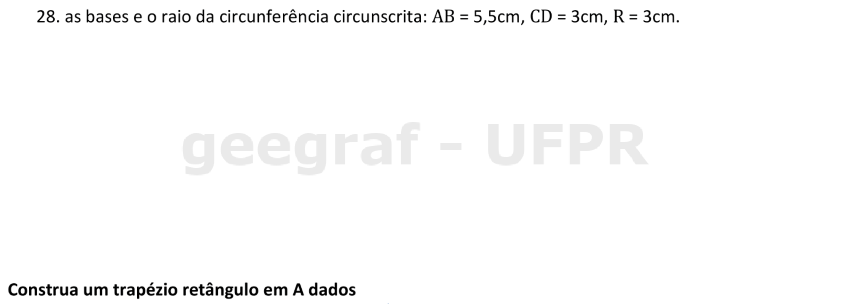 28. as bases e o raio da circunferência circunscrita: AB = 5,5cm, CD = 3cm, R = 3cm.
geegraf - UFPR
Construa um trapézio retângulo em A dados